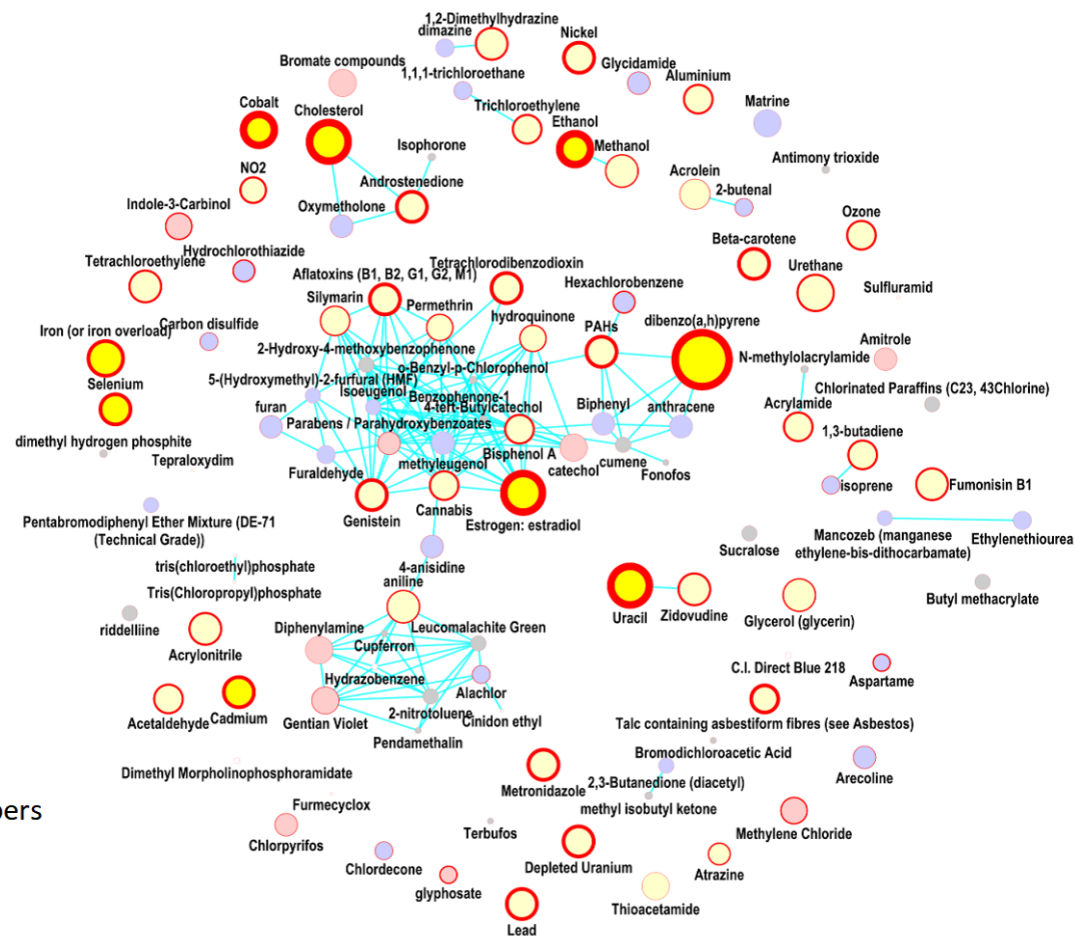 1,2-Dimethylhydrazine
dimazine
Nickel
Bromate compounds
1,1,1-trichloroethane
Glycidamide
Aluminium
Cobalt
Cholesterol
Trichloroethylene
Ethanol
Matrine
Isophorone
Methanol
Antimony trioxide
NO2
Androstenedione
Acrolein
2-butenal
Indole-3-Carbinol
Oxymetholone
Ozone
Hydrochlorothiazide
Beta-carotene
Tetrachloroethylene
Tetrachlorodibenzodioxin
Aflatoxins (B1, B2, G1, G2, M1)
Urethane
Hexachlorobenzene
Sulfluramid
Silymarin
Permethrin
hydroquinone
Iron (or iron overload)
Carbon disulfide
PAHs
dibenzo(a,h)pyrene
Amitrole
2-Hydroxy-4-methoxybenzophenone
N-methylolacrylamide
o-Benzyl-p-Chlorophenol
Selenium
5-(Hydroxymethyl)-2-furfural (HMF)
Chlorinated Paraffins (C23, 43Chlorine)
Isoeugenol
Benzophenone-1
Acrylamide
furan
4-tert-Butylcatechol
Biphenyl
anthracene
Parabens / Parahydroxybenzoates
1,3-butadiene
dimethyl hydrogen phosphite
Tepraloxydim
Furaldehyde
methyleugenol
Bisphenol A
catechol
cumene
Fonofos
isoprene
Fumonisin B1
Genistein
Cannabis
Estrogen: estradiol
Pentabromodiphenyl Ether Mixture (DE-71
(Technical Grade))
Mancozeb (manganese
ethylene-bis-dithocarbamate)
Ethylenethiourea
Sucralose
tris(chloroethyl)phosphate
4-anisidine
aniline
Tris(Chloropropyl)phosphate
Butyl methacrylate
riddelliine
Uracil
Zidovudine
Glycerol (glycerin)
Diphenylamine
Leucomalachite Green
Acrylonitrile
Cupferron
C.I. Direct Blue 218
Aspartame
Hydrazobenzene
Alachlor
Acetaldehyde
Cadmium
Gentian Violet
2-nitrotoluene
Cinidon ethyl
Talc containing asbestiform fibres (see Asbestos)
Pendamethalin
Bromodichloroacetic Acid
Dimethyl Morpholinophosphoramidate
Arecoline
Metronidazole
2,3-Butanedione (diacetyl)
Furmecyclox
methyl isobutyl ketone
pers
Terbufos
Methylene Chloride
Chlorpyrifos
Chlordecone
Depleted Uranium
Atrazine
glyphosate
Thioacetamide
Lead